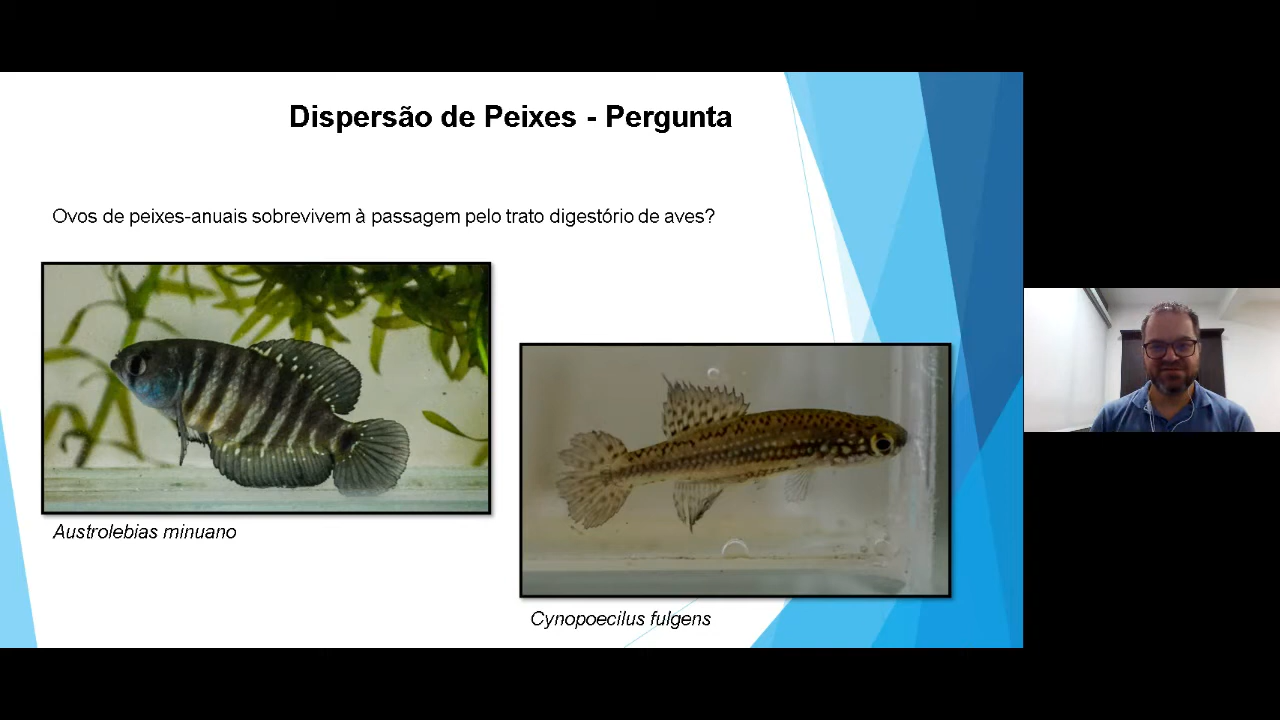 Dispersão de Peixes - Pergunta
Ovos de peixes-anuais sobrevivem à passagem pelo trato digestório de aves?
Austrolebias minuano
Cynopoecilus fulgens